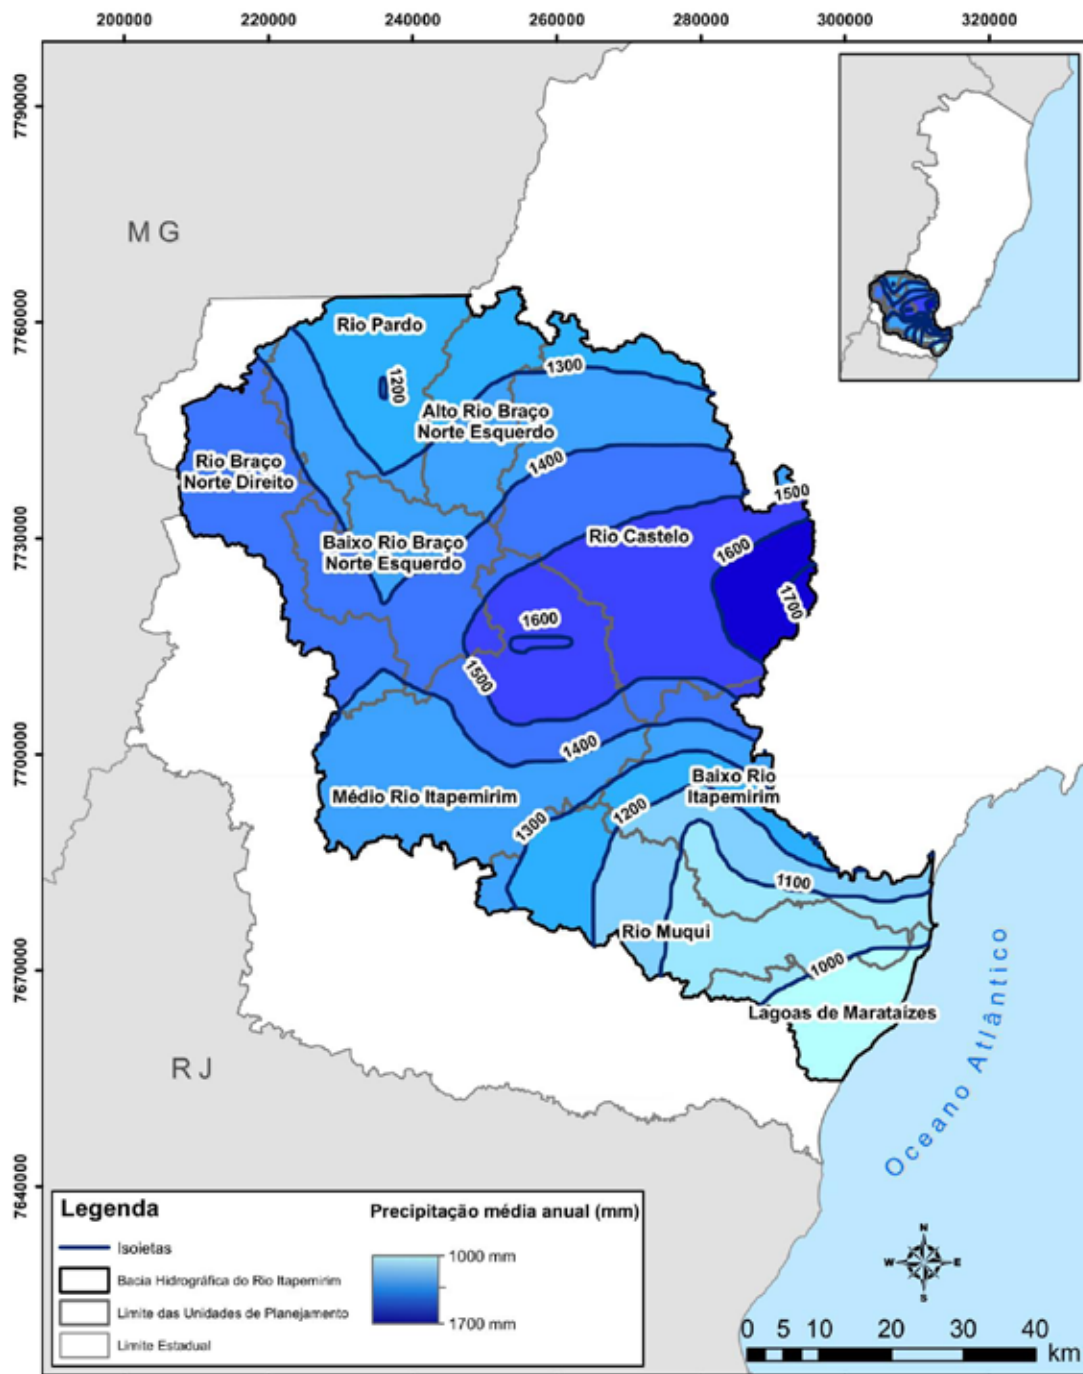 200000 220000 240000 260000 280000 300000 320000
7790000
7760000
7730000
7700000
7670000
7640000
MG
Rio Pardo
1200
1300
Alto Rio Braço
Norte Esquerdo
1400
Rio Braço
Norte Direito
1500
Rio Castelo
Baixo Rio Braço
Norte Esquerdo
1600
1700
1600
1500
1400
Médio Rio Itapemirim
Baixo Rio
Itapemirim
1300
1200
1100
Rio Muqui
1000
Lagoas de Marataízes
RJ
Oceano Atlântico
Legenda
Isoietas
Bacia Hidrográfica do Rio Itapemirim
Limite das Unidades de Planejamento
Limite Estadual
Precipitação média anual (mm)
1000 mm
1700 mm
N
W E
S
0 5 10 20 30 40
km